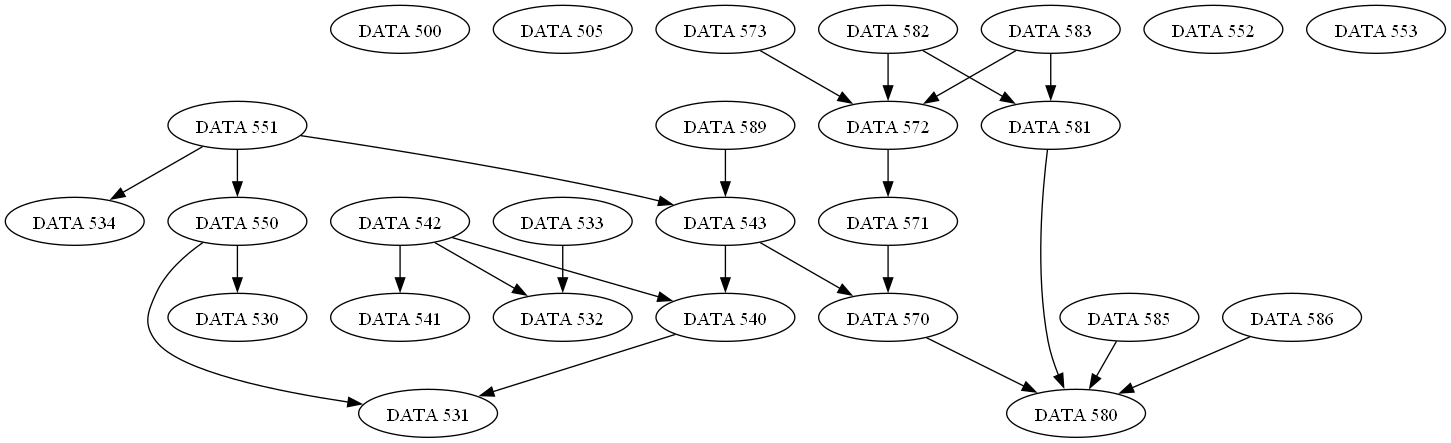 DATA 500
DATA 505
DATA 573
DATA 582
DATA 583
DATA 552
DATA 553
DATA 551
DATA 589
DATA 572
DATA 581
DATA 534
DATA 550
DATA 542
DATA 533
DATA 543
DATA 571
DATA 530
DATA 541
DATA 532
DATA 540
DATA 570
DATA 585
DATA 586
DATA 531
DATA 580